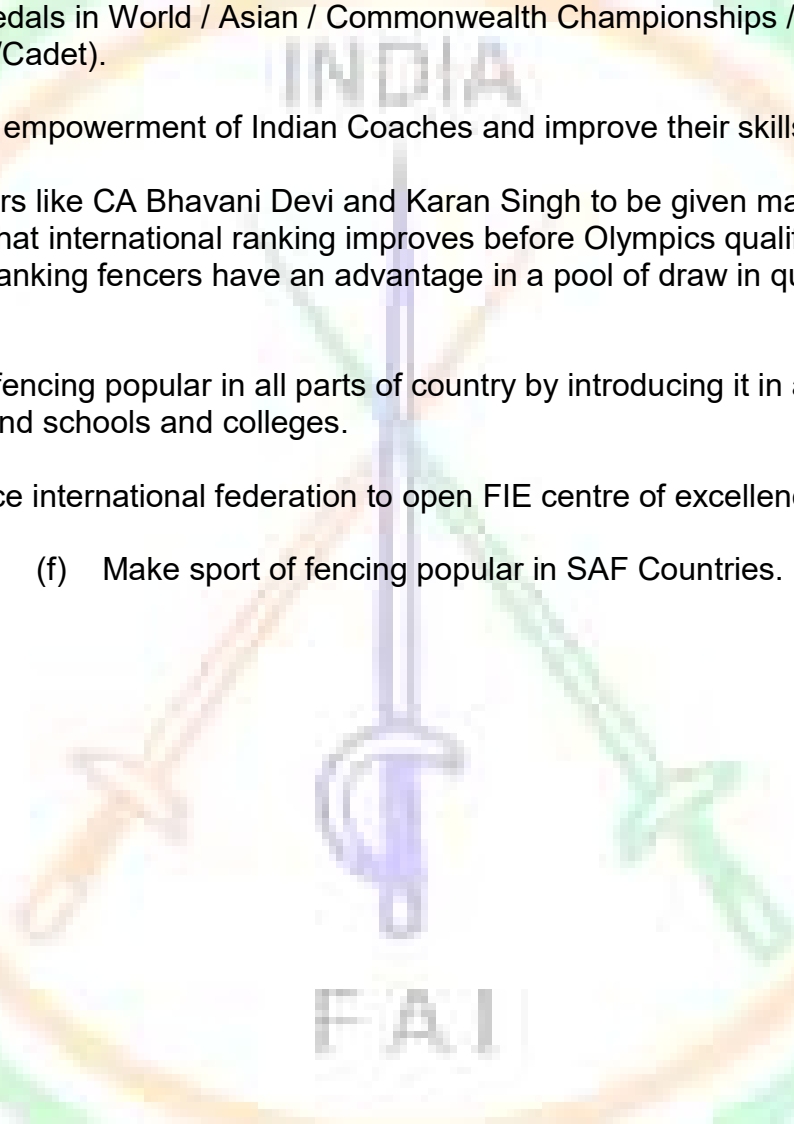 edals in World / Asian / Commonwealth Championships /
/Cadet).
INDIA
empowerment of Indian Coaches and improve their skills
rs like CA Bhavani Devi and Karan Singh to be given ma
hat international ranking improves before Olympics qualif
anking fencers have an advantage in a pool of draw in qu
fencing popular in all parts of country by introducing it in a
nd schools and colleges.
ce international federation to open FIE centre of excellenc
(f) Make sport of fencing popular in SAF Countries.
FAI